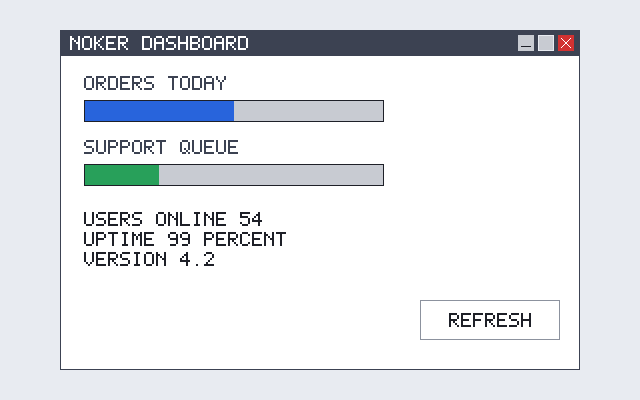 NOKER DASHBOARD
ORDERS TODAY
SUPPORT QUEUE
USERS ONLINE 54
UPTIME 99 PERCENT
VERSION 4.2
REFRESH